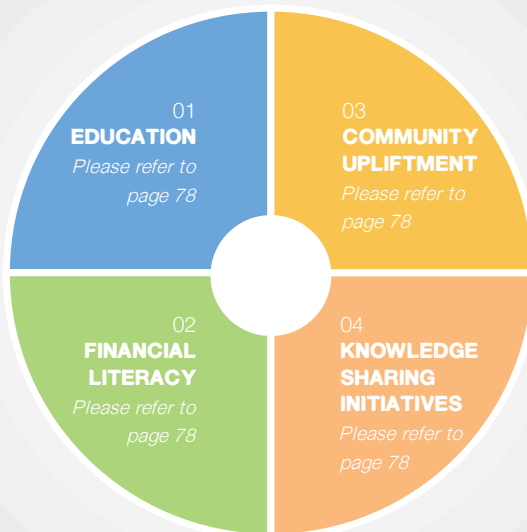 01
EDUCATION
Please refer to
page 78
02
FINANCIAL
LITERACY
Please refer to
page 78
03
COMMUNITY
UPLIFTMENT
Please refer to
page 78
04
KNOWLEDGE
SHARING
INITIATIVES
Please refer to
page 78